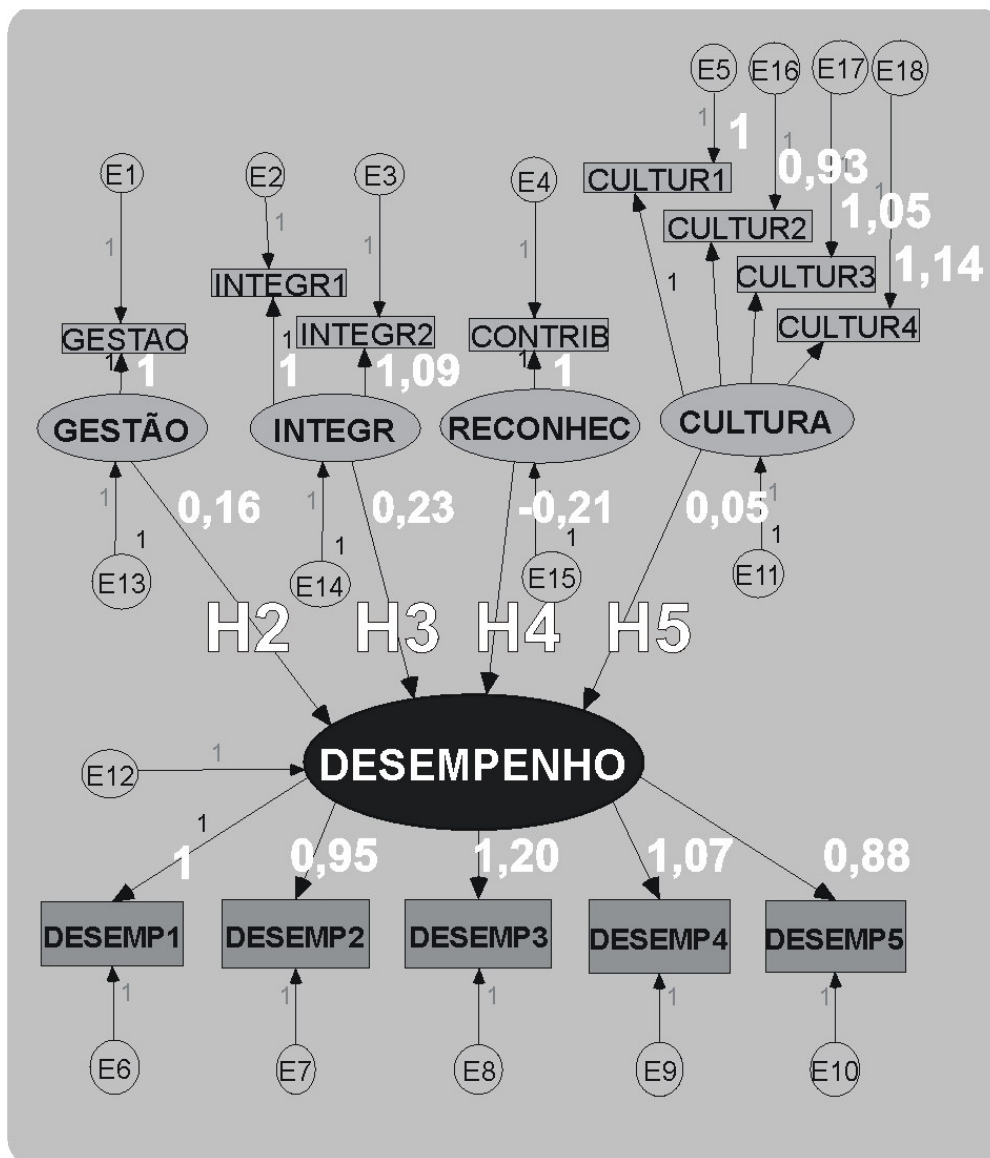 E5 E16 E17 E18
1 1 1 1
1 0,93 1,05 1,14
E1 E2 E3 E4
1 1 1 1
CULTUR1
CULTUR2
CULTUR3
CULTUR4
INTEGR1
GESTAO INTEGR2 CONTRIB
1 1 1 1
1 1 1,09 1
GESTÃO INTEGR RECONHEC CULTURA
1 1 1 1
0,16 0,23 -0,21 0,05
1 1 1 1
E13 E14 E15 E11
H2 H3 H4 H5
DESEMPENHO
E12 1
1
1 0,95 1,20 1,07 0,88
DESEMP1 DESEMP2 DESEMP3 DESEMP4 DESEMP5
1 1 1 1 1
E6 E7 E8 E9 E10